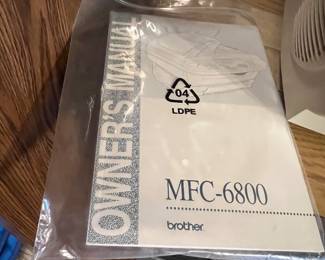 OWNER'S MANUAL
04
LDPE
MFC-6800
brother